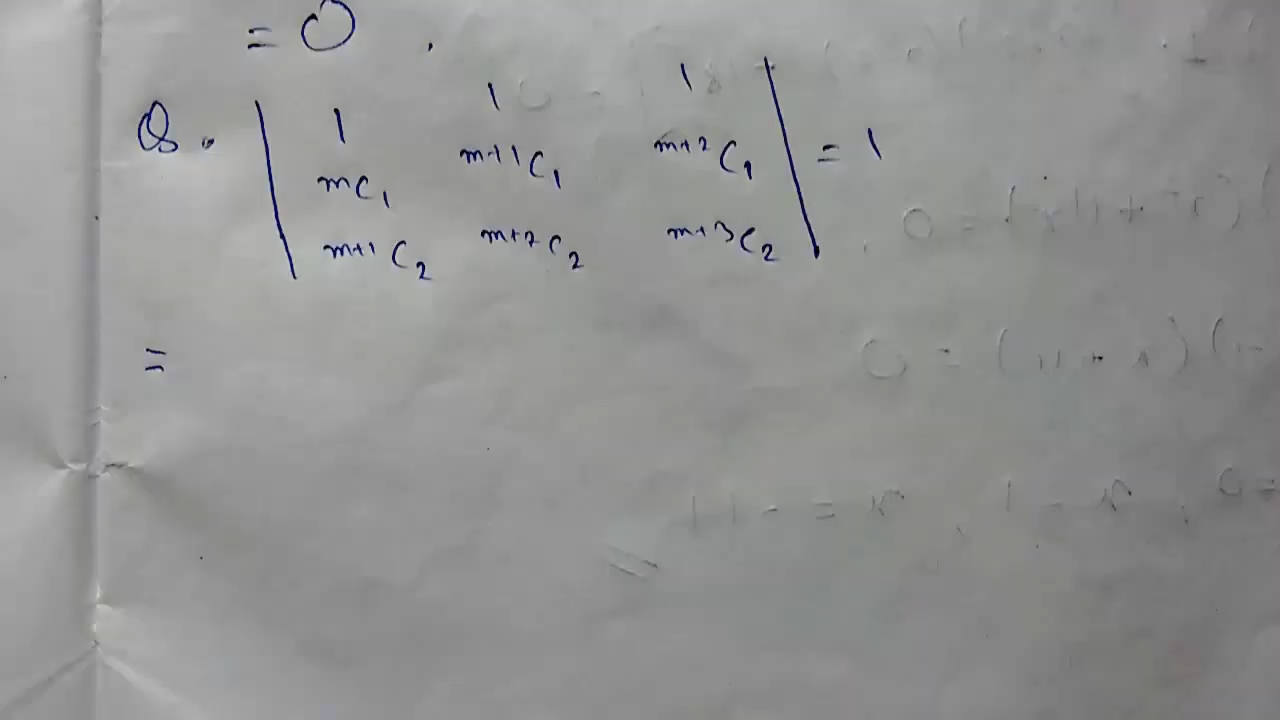 = 0 .
Q. | 1 1 1 |
| ᵐC₁ ᵐ⁺¹C₁ ᵐ⁺²C₁ | = 1
| ᵐ⁺¹C₂ ᵐ⁺²C₂ ᵐ⁺³C₂ |
=